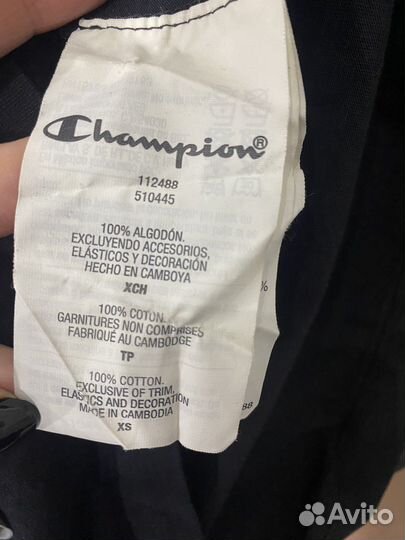 Champion®
112488
510445
100% ALGODÓN.
EXCLUYENDO ACCESORIOS,
ELÁSTICOS Y DECORACIÓN
HECHO EN CAMBOYA
XCH
100% COTON.
GARNITURES NON COMPRISES
FABRIQUÉ AU CAMBODGE
TP
100% COTTON.
EXCLUSIVE OF TRIM,
ELASTICS AND DECORATION
MADE IN CAMBODIA
XS
%
88
Avito